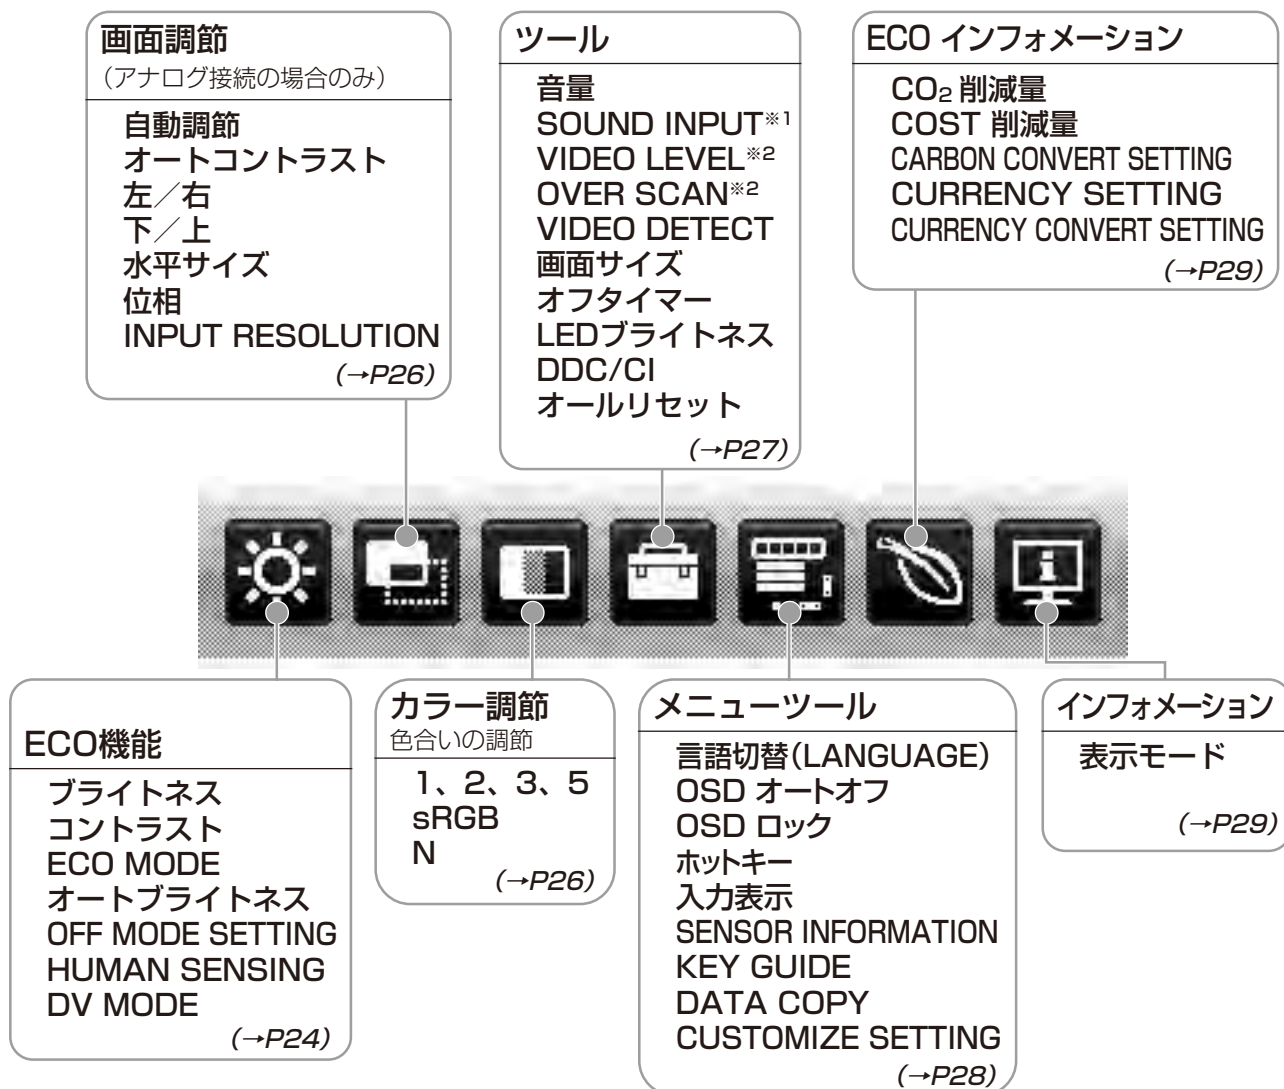 画面調節
（アナログ接続の場合のみ）
自動調節
オートコントラスト
左／右
下／上
水平サイズ
位相
INPUT RESOLUTION
(→P26)
ツール
音量
SOUND INPUT※1
VIDEO LEVEL※2
OVER SCAN※2
VIDEO DETECT
画面サイズ
オフタイマー
LEDブライトネス
DDC/CI
オールリセット
(→P27)
ECO インフォメーション
CO₂ 削減量
COST 削減量
CARBON CONVERT SETTING
CURRENCY SETTING
CURRENCY CONVERT SETTING
(→P29)
ECO機能
ブライトネス
コントラスト
ECO MODE
オートブライトネス
OFF MODE SETTING
HUMAN SENSING
DV MODE
(→P24)
カラー調節
色合いの調節
1、2、3、5
sRGB
N
(→P26)
メニューツール
言語切替(LANGUAGE)
OSD オートオフ
OSD ロック
ホットキー
入力表示
SENSOR INFORMATION
KEY GUIDE
DATA COPY
CUSTOMIZE SETTING
(→P28)
インフォメーション
表示モード
(→P29)